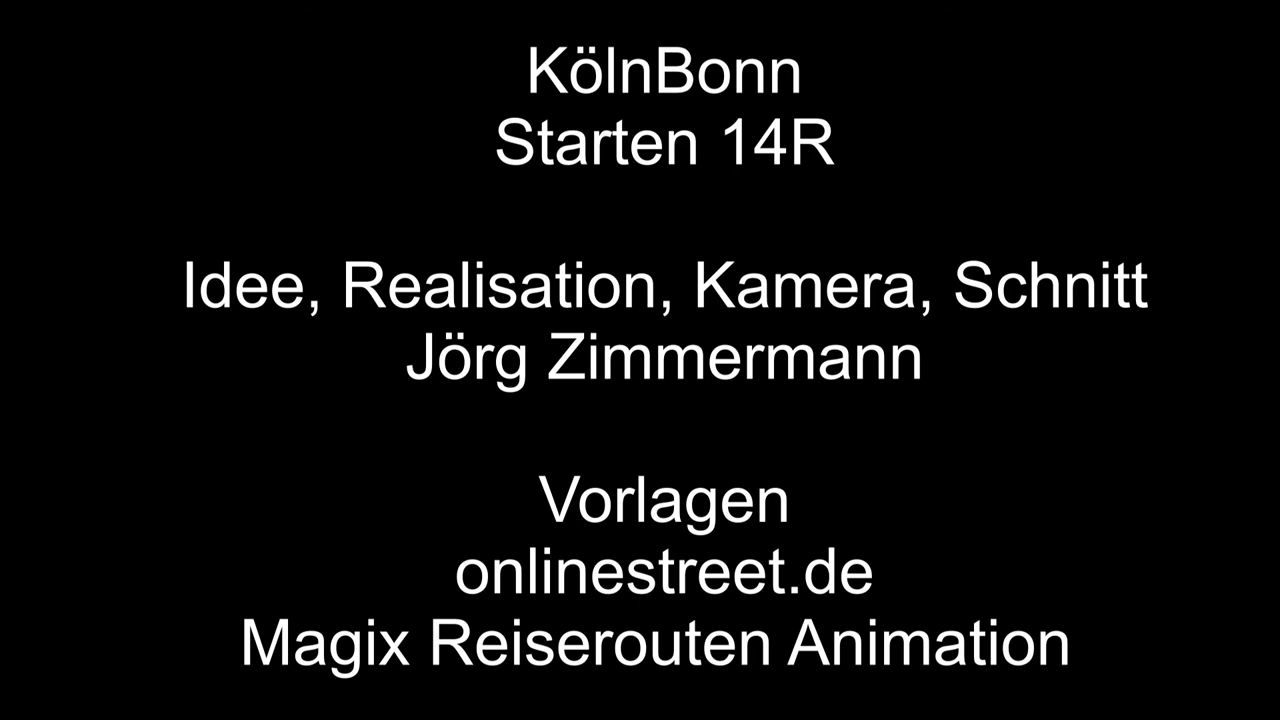 KölnBonn
Starten 14R
Idee, Realisation, Kamera, Schnitt
Jörg Zimmermann
Vorlagen
onlinestreet.de
Magix Reiserouten Animation